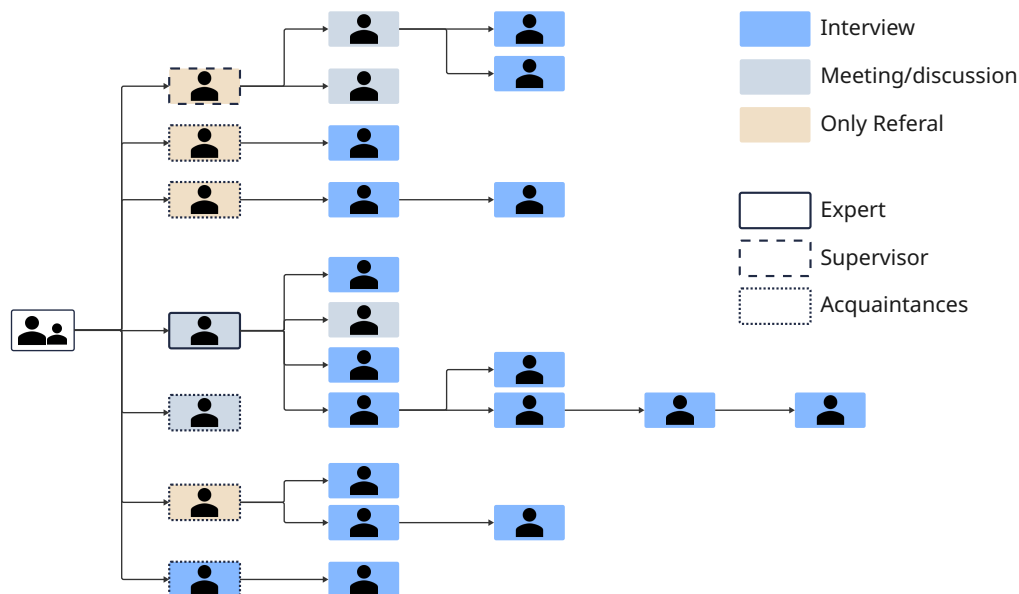 Interview
Meeting/discussion
Only Referal
Expert
Supervisor
Acquaintances